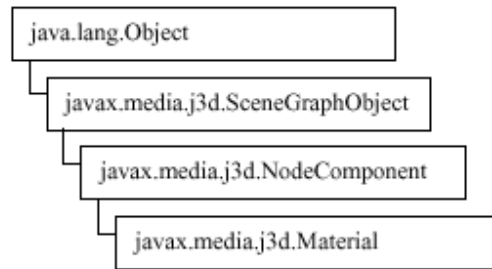 java.lang.Object
javax.media.j3d.SceneGraphObject
javax.media.j3d.NodeComponent
javax.media.j3d.Material